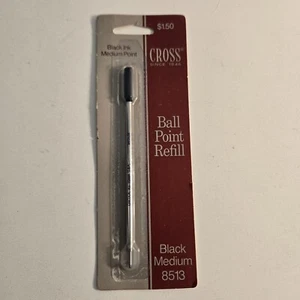 $1.50
Black Ink
Medium Point
CROSS®
SINCE 1846
Ball
Point
Refill
Black
Medium
8513